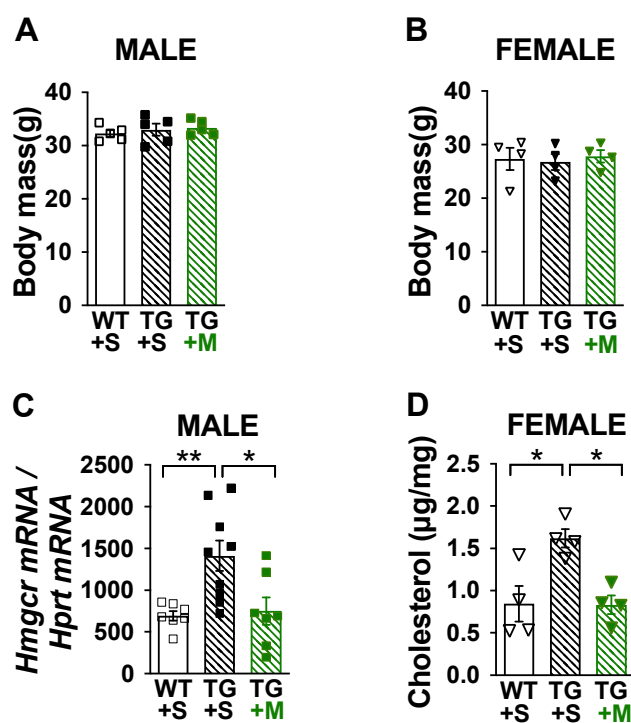 A
MALE
Body mass(g)
40
30
20
10
0
WT TG TG
+S +S +M
B
FEMALE
Body mass(g)
40
30
20
10
0
WT TG TG
+S +S +M
C
MALE
Hmgcr mRNA /
Hprt mRNA
2500
2000
1500
1000
500
0
** *
WT TG TG
+S +S +M
D
FEMALE
Cholesterol (µg/mg)
2.5
2.0
1.5
1.0
0.5
0.0
* *
WT TG TG
+S +S +M